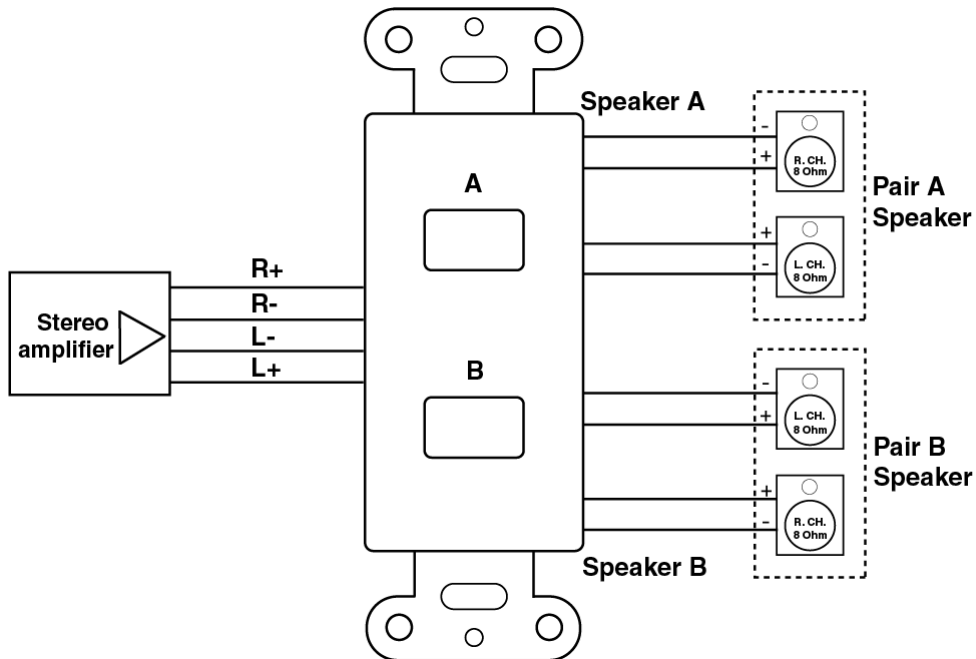 Speaker A
A
-
+
R. CH.
8 Ohm
+
-
L. CH.
8 Ohm
Pair A
Speaker
Stereo
amplifier
R+
R-
L-
L+
B
-
+
L. CH.
8 Ohm
+
-
R. CH.
8 Ohm
Pair B
Speaker
Speaker B